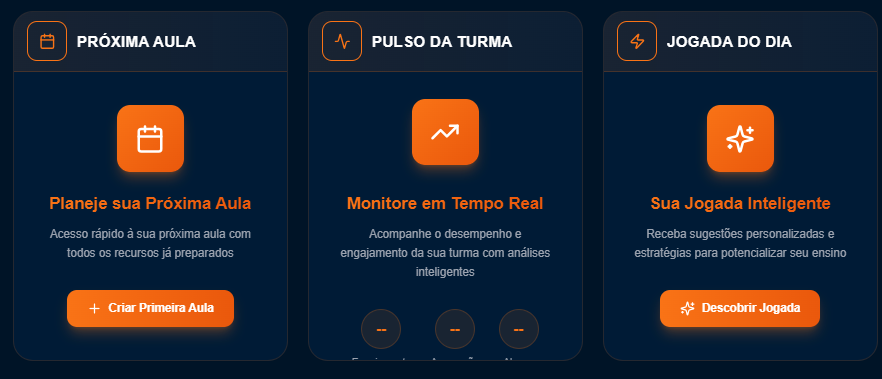 PRÓXIMA AULA
Planeje sua Próxima Aula
Acesso rápido à sua próxima aula com
todos os recursos já preparados
Criar Primeira Aula
PULSO DA TURMA
Monitore em Tempo Real
Acompanhe o desempenho e
engajamento da sua turma com análises
inteligentes
-- -- --
JOGADA DO DIA
Sua Jogada Inteligente
Receba sugestões personalizadas e
estratégias para potencializar seu ensino
Descobrir Jogada